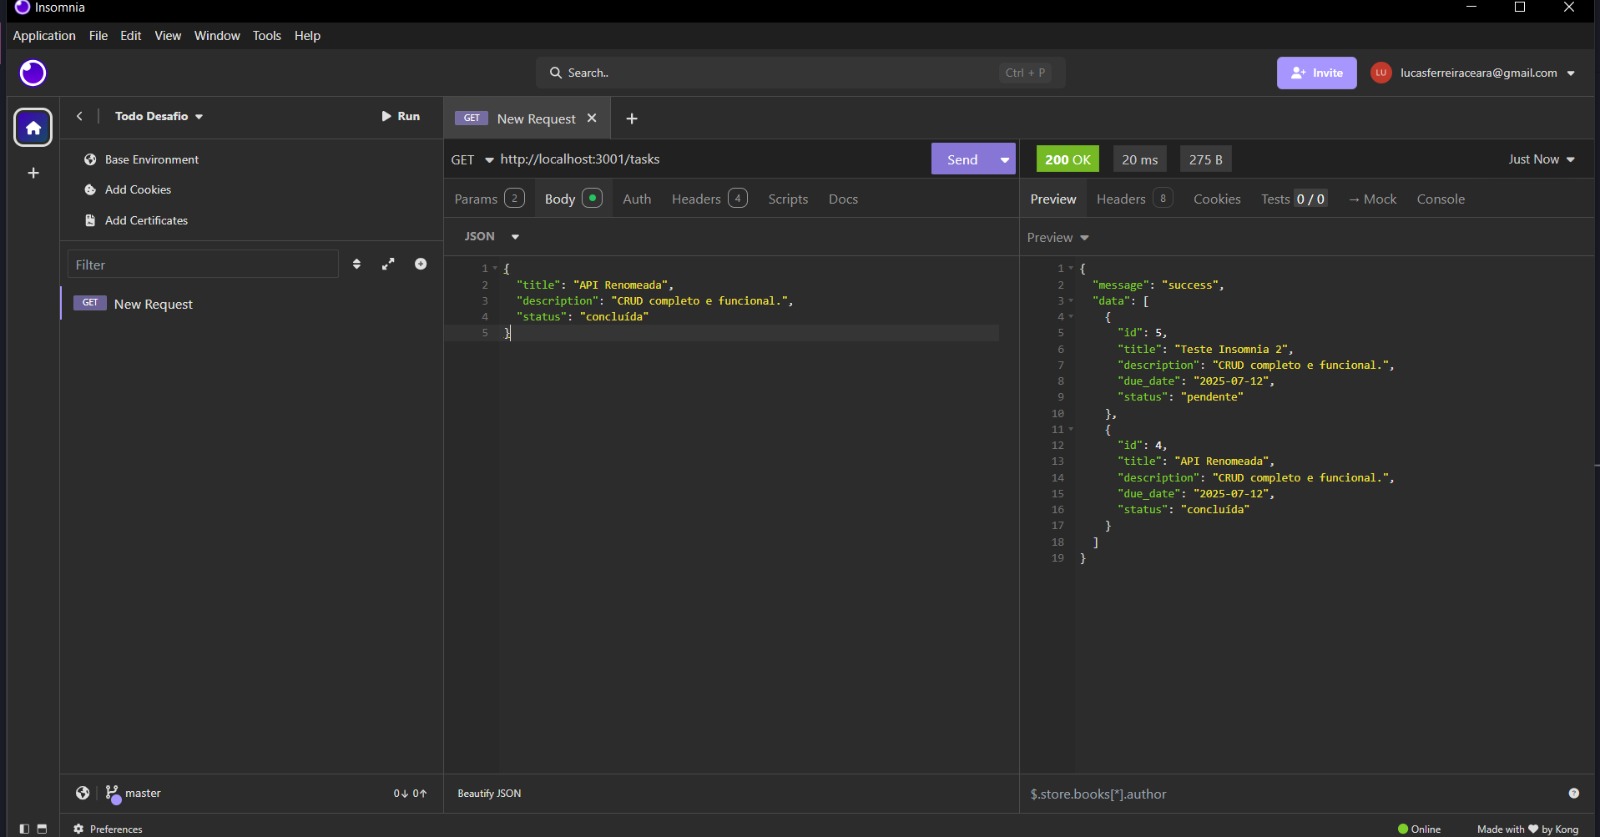 Insomnia
Application File Edit View Window Tools Help
Search.. Ctrl + P
Invite LU lucasferreiraceara@gmail.com
Todo Desafio Run
Base Environment
Add Cookies
Add Certificates
Filter
GET New Request
GET New Request
GET http://localhost:3001/tasks Send
Params 2 Body Auth Headers 4 Scripts Docs
JSON
1 {
2 "title": "API Renomeada",
3 "description": "CRUD completo e funcional.",
4 "status": "concluída"
5 }
200 OK 20 ms 275 B Just Now
Preview Headers 8 Cookies Tests 0 / 0 → Mock Console
Preview
1 {
2 "message": "success",
3 "data": [
4 {
5 "id": 5,
6 "title": "Teste Insomnia 2",
7 "description": "CRUD completo e funcional.",
8 "due_date": "2025-07-12",
9 "status": "pendente"
10 },
11 {
12 "id": 4,
13 "title": "API Renomeada",
14 "description": "CRUD completo e funcional.",
15 "due_date": "2025-07-12",
16 "status": "concluída"
17 }
18 ]
19 }
master 0↓ 0↑
Beautify JSON
$.store.books[*].author
Preferences
Online
Made with ♥ by Kong